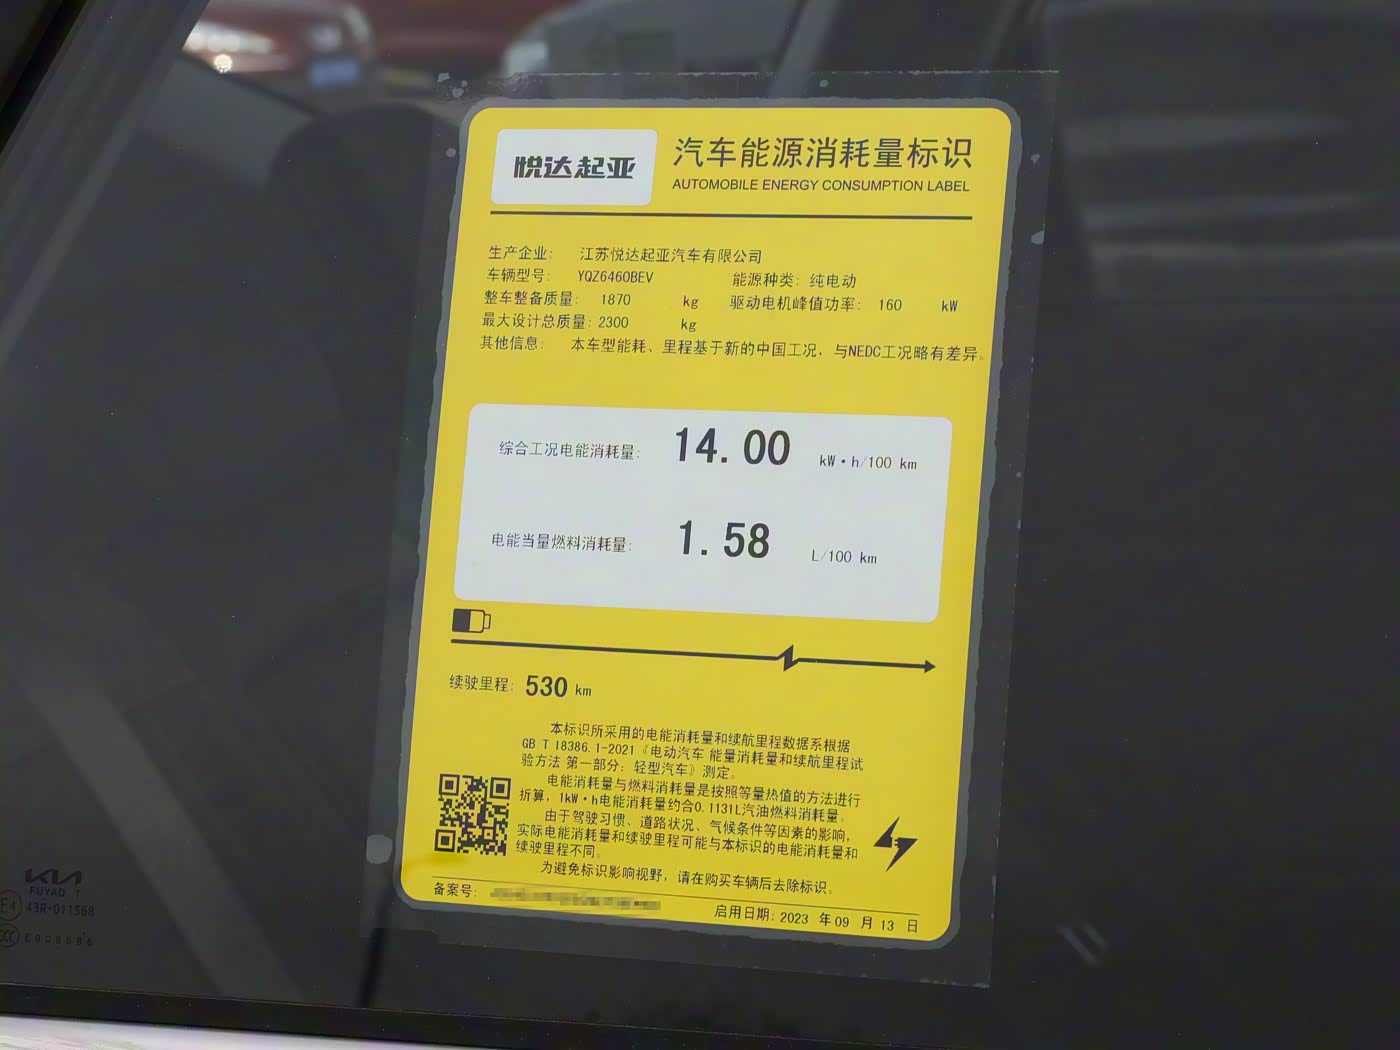 悦达起亚
汽车能源消耗量标识
AUTOMOBILE ENERGY CONSUMPTION LABEL
生产企业： 江苏悦达起亚汽车有限公司
车辆型号： YQZ6460BEV 能源种类：纯电动
整车整备质量： 1870 kg 驱动电机峰值功率： 160 kW
最大设计总质量：2300 kg
其他信息： 本车型能耗、里程基于新的中国工况，与NEDC工况略有差异。
综合工况电能消耗量： 14.00 kW·h/100 km
电能当量燃料消耗量： 1.58 L/100 km
续驶里程：530 km
本标识所采用的电能消耗量和续航里程数据系根据
GB T 18386.1-2021《电动汽车 能量消耗量和续航里程试
验方法 第一部分：轻型汽车》测定。
电能消耗量与燃料消耗量是按照等量热值的方法进行
折算，1kW·h电能消耗量约合0.1131L汽油燃料消耗量。
由于驾驶习惯、道路状况、气候条件等因素的影响，
实际电能消耗量和续驶里程可能与本标识的电能消耗量和
续驶里程不同。
为避免标识影响视野，请在购买车辆后去除标识。
备案号：
启用日期：2023 年09 月 13 日
KIA
FUYAO T
E4 43R-011568
CCC E008686